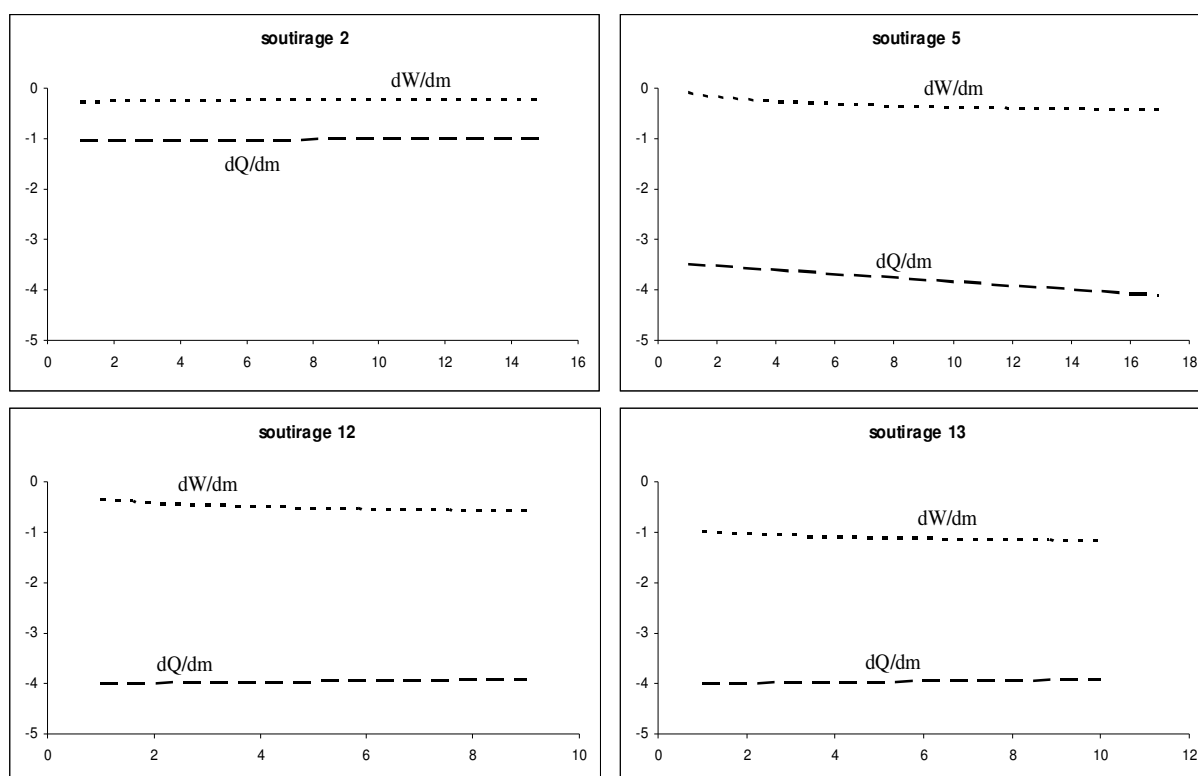 soutirage 2
0
dW/dm
-1
dQ/dm
-2
-3
-4
-5
0 2 4 6 8 10 12 14 16
soutirage 5
0
dW/dm
-1
-2
-3
dQ/dm
-4
-5
0 2 4 6 8 10 12 14 16 18
soutirage 12
0
dW/dm
-1
-2
-3
dQ/dm
-4
-5
0 2 4 6 8 10
soutirage 13
0
dW/dm
-1
-2
-3
dQ/dm
-4
-5
0 2 4 6 8 10 12